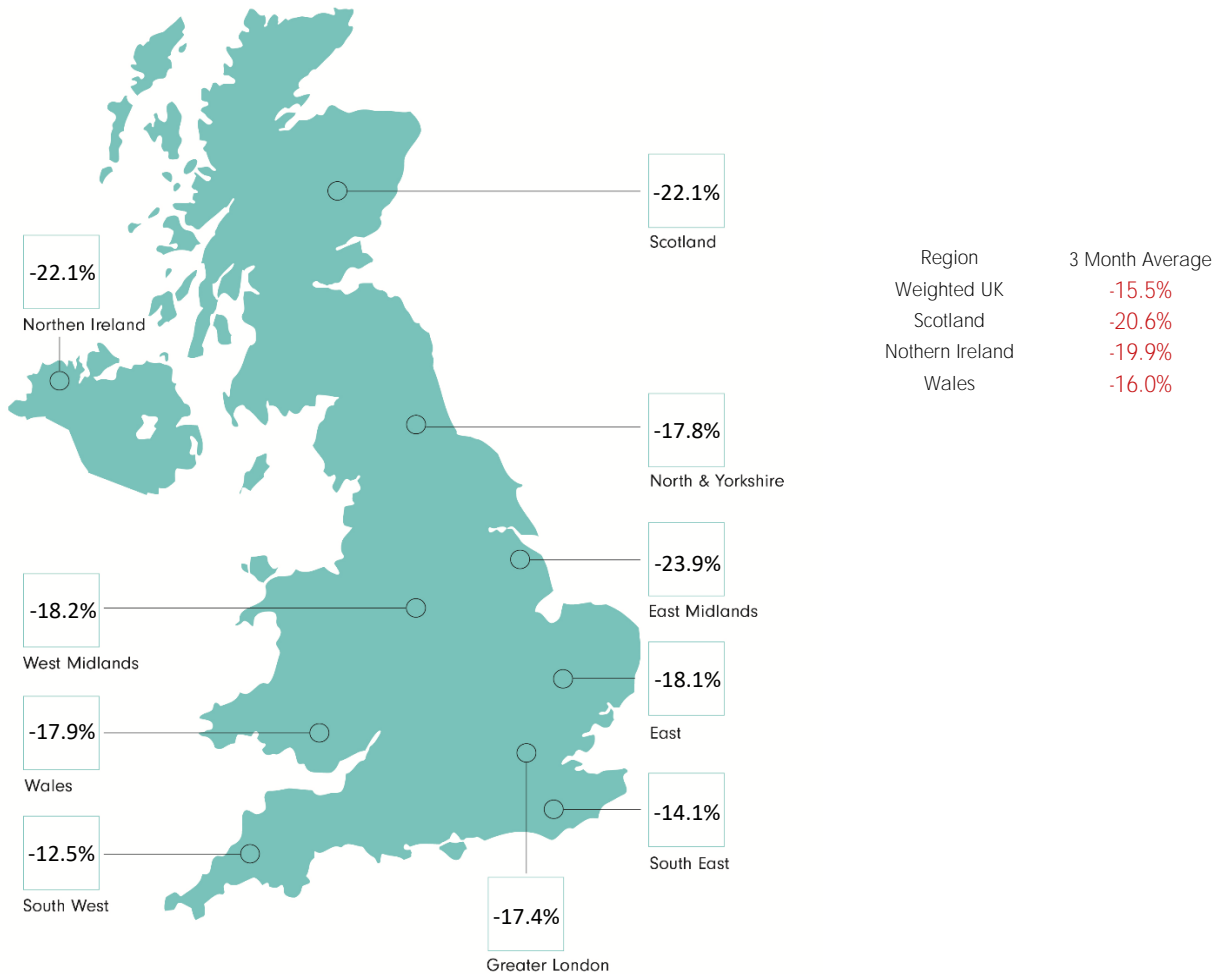 -22.1%
Scotland
-22.1%
Northen Ireland
-17.8%
North & Yorkshire
-23.9%
East Midlands
-18.2%
West Midlands
-18.1%
East
-17.9%
Wales
-14.1%
South East
-12.5%
South West
-17.4%
Greater London
Region 3 Month Average
Weighted UK -15.5%
Scotland -20.6%
Nothern Ireland -19.9%
Wales -16.0%